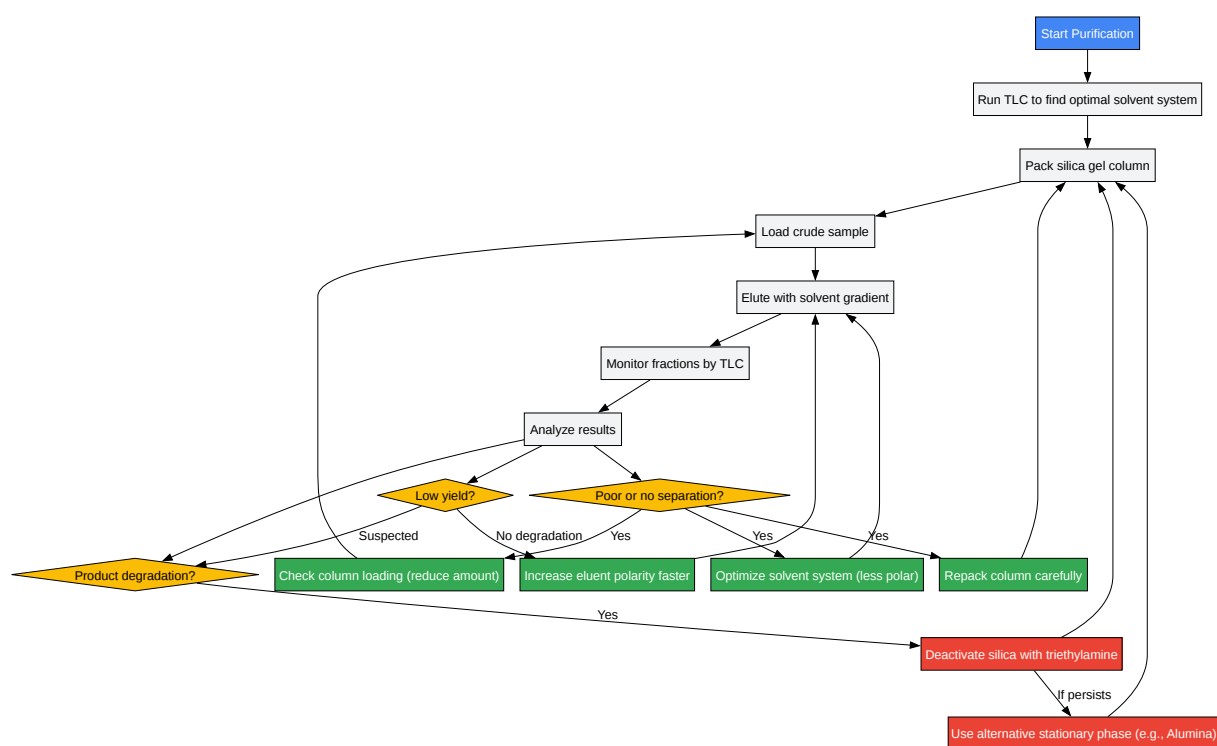 Start Purification
Run TLC to find optimal solvent system
Pack silica gel column
Load crude sample
Elute with solvent gradient
Monitor fractions by TLC
Analyze results
Low yield?
Poor or no separation?
Suspected
No degradation
Yes
Yes
Yes
Product degradation?
Check column loading (reduce amount)
Increase eluent polarity faster
Optimize solvent system (less polar)
Repack column carefully
Yes
Deactivate silica with triethylamine
If persists
Use alternative stationary phase (e.g., Alumina)